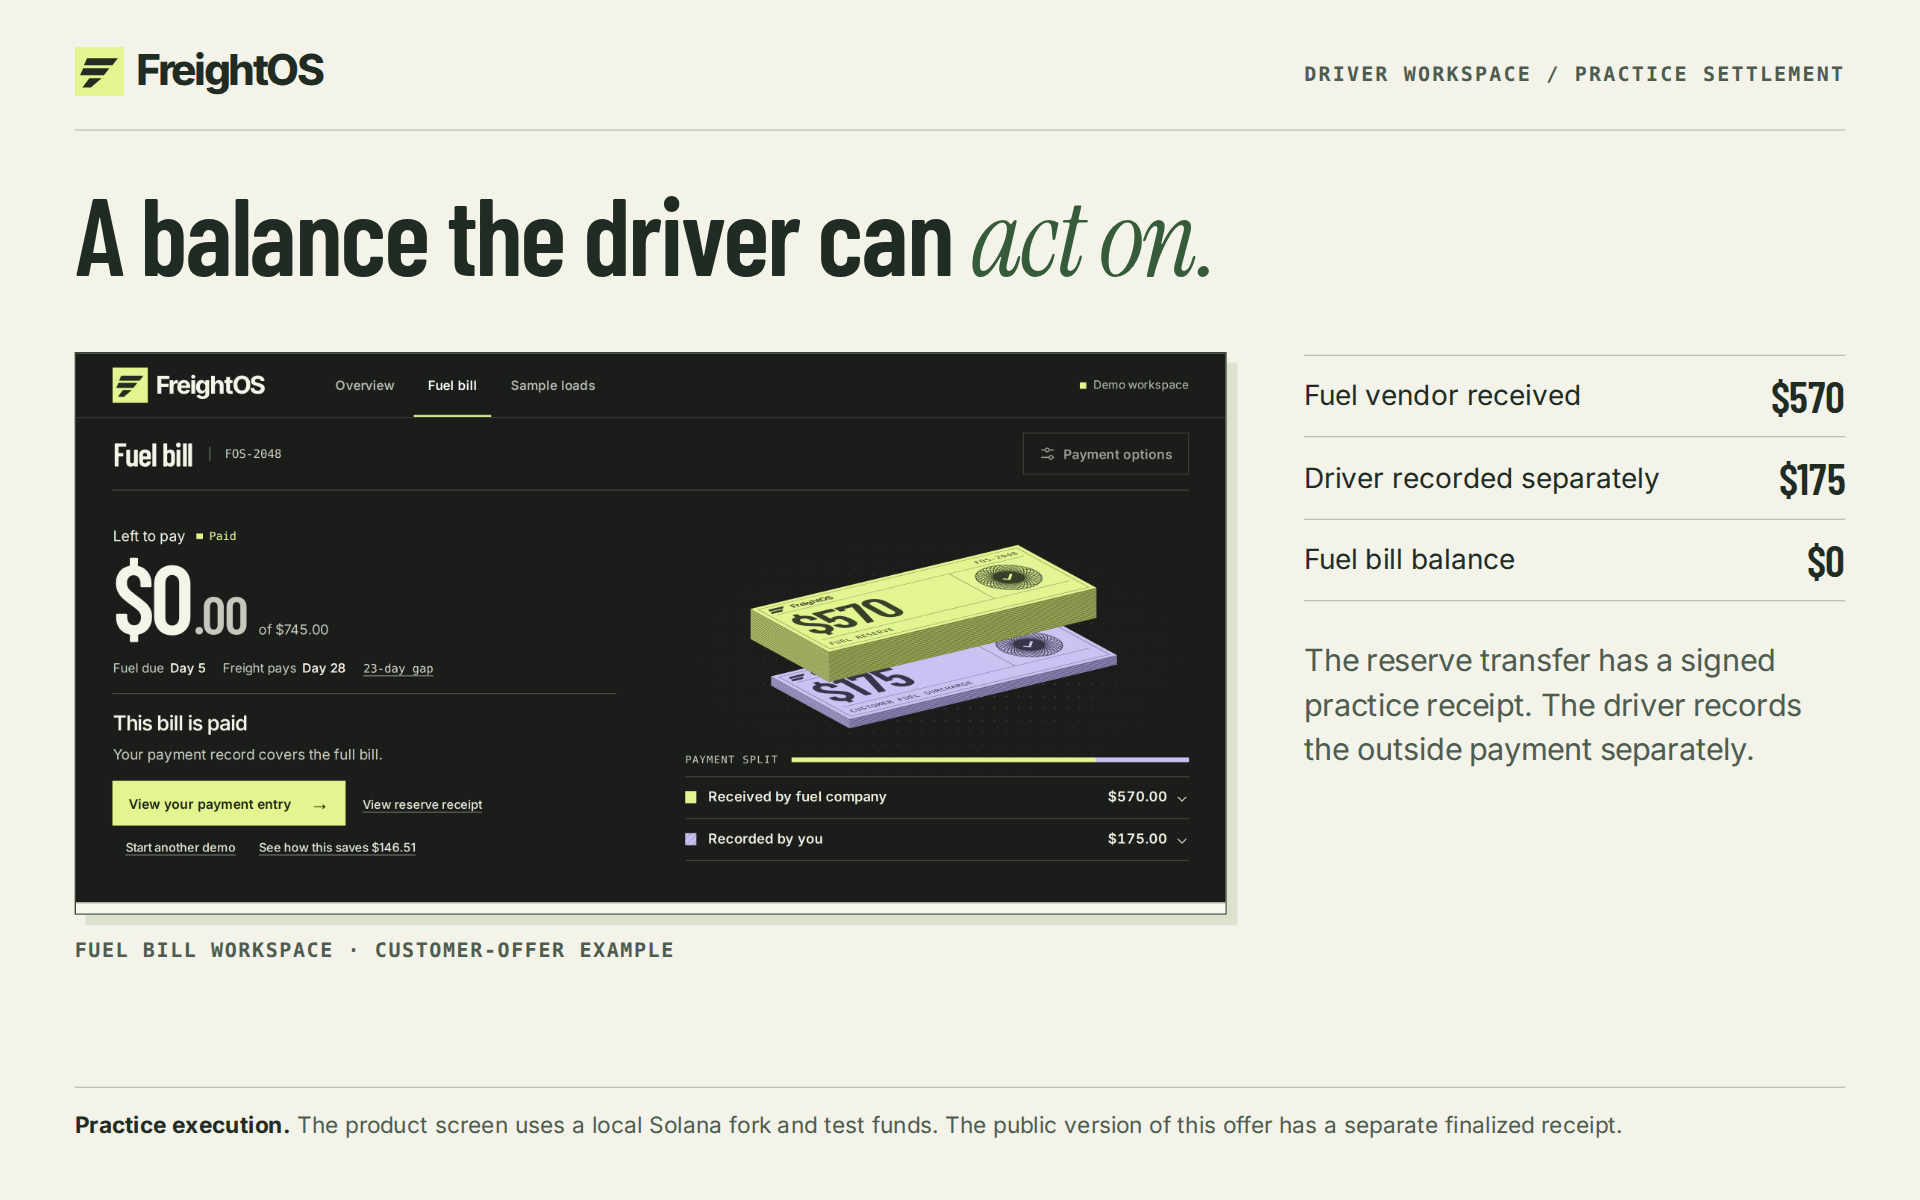 FreightOS
DRIVER WORKSPACE / PRACTICE SETTLEMENT
A balance the driver can act on.
FreightOS
Overview
Fuel bill
Sample loads
Demo workspace
Fuel bill
FOS-2048
Payment options
Left to pay
Paid
$0.00 of $745.00
Fuel due Day 5 Freight pays Day 28 23-day gap
This bill is paid
Your payment record covers the full bill.
View your payment entry →
View reserve receipt
Start another demo
See how this saves $146.51
FOS-2048
FreightOS
$570
FUEL RESERVE
$175
CUSTOMER FUEL SURCHARGE
PAYMENT SPLIT
Received by fuel company $570.00
Recorded by you $175.00
FUEL BILL WORKSPACE · CUSTOMER-OFFER EXAMPLE
Fuel vendor received $570
Driver recorded separately $175
Fuel bill balance $0
The reserve transfer has a signed
practice receipt. The driver records
the outside payment separately.
Practice execution. The product screen uses a local Solana fork and test funds. The public version of this offer has a separate finalized receipt.